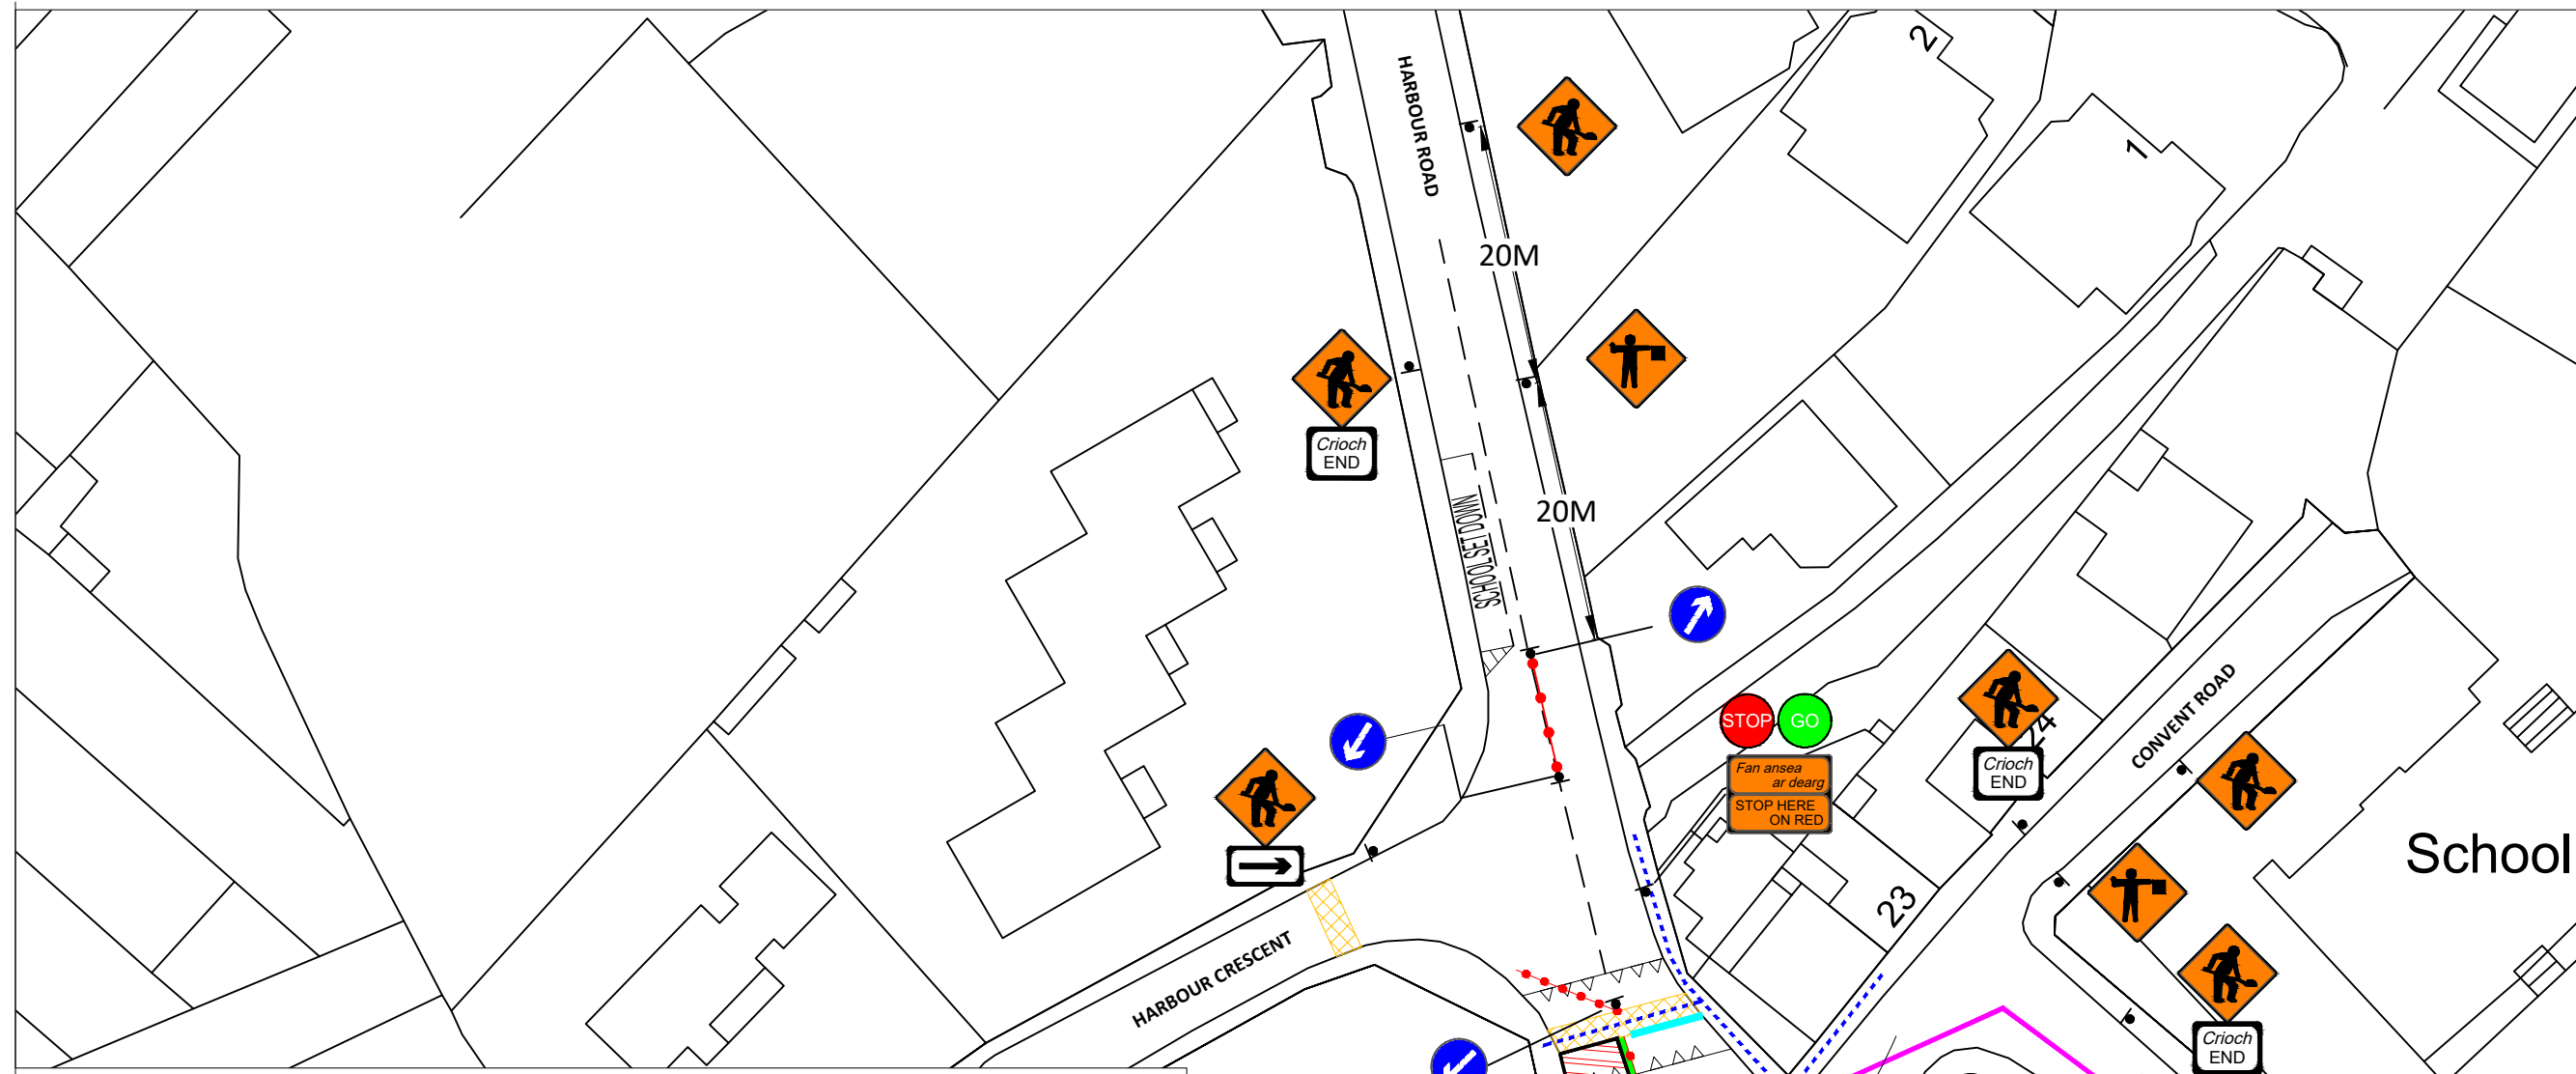 HARBOUR ROAD
2
1
20M
Crioch
END
20M
SCHOOL SET DOWN
STOP
GO
Fan ansea
ar dearg
STOP HERE
ON RED
24
Crioch
END
CONVENT ROAD
School
23
HARBOUR CRESCENT
Crioch
END